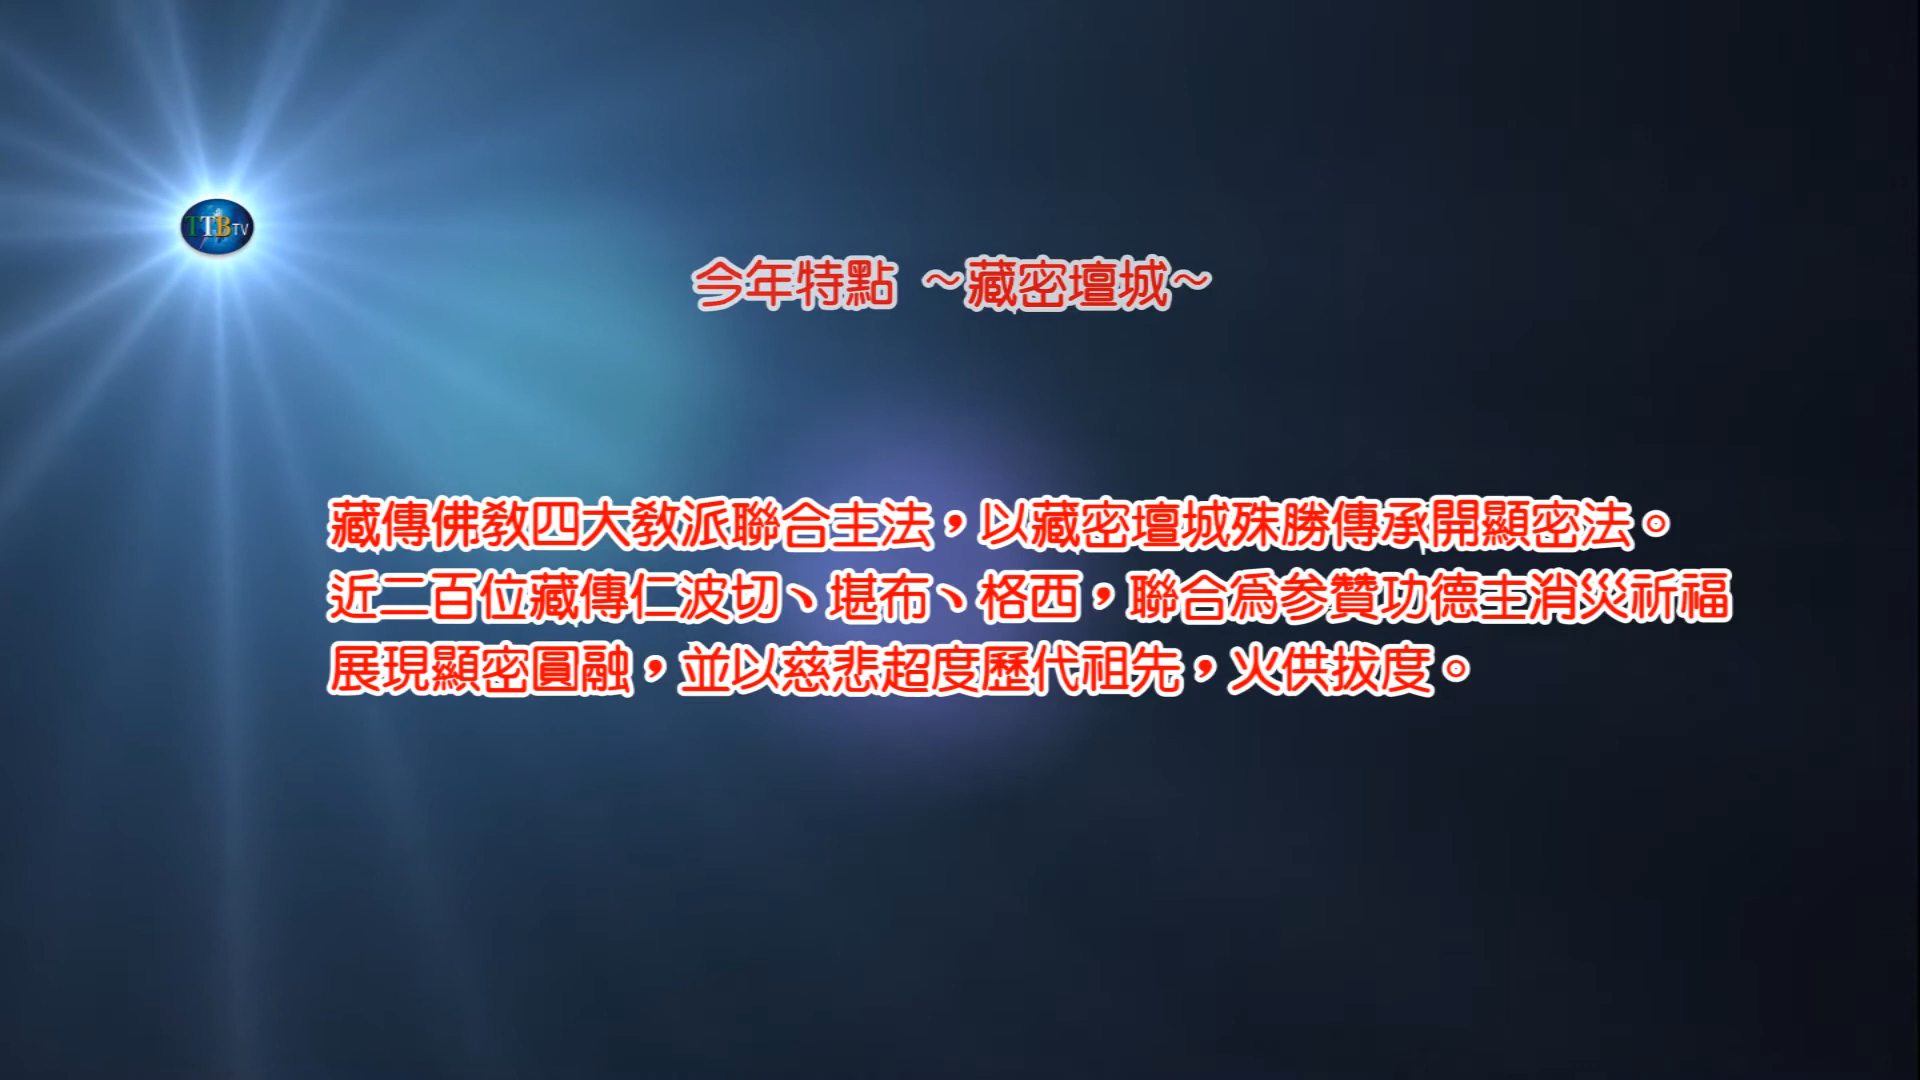 TTBTV
今年特點 ～藏密壇城～
藏傳佛教四大教派聯合主法，以藏密壇城殊勝傳承開顯密法。
近二百位藏傳仁波切、堪布、格西，聯合為參贊功德主消災祈福
展現顯密圓融，並以慈悲超度歷代祖先，火供拔度。